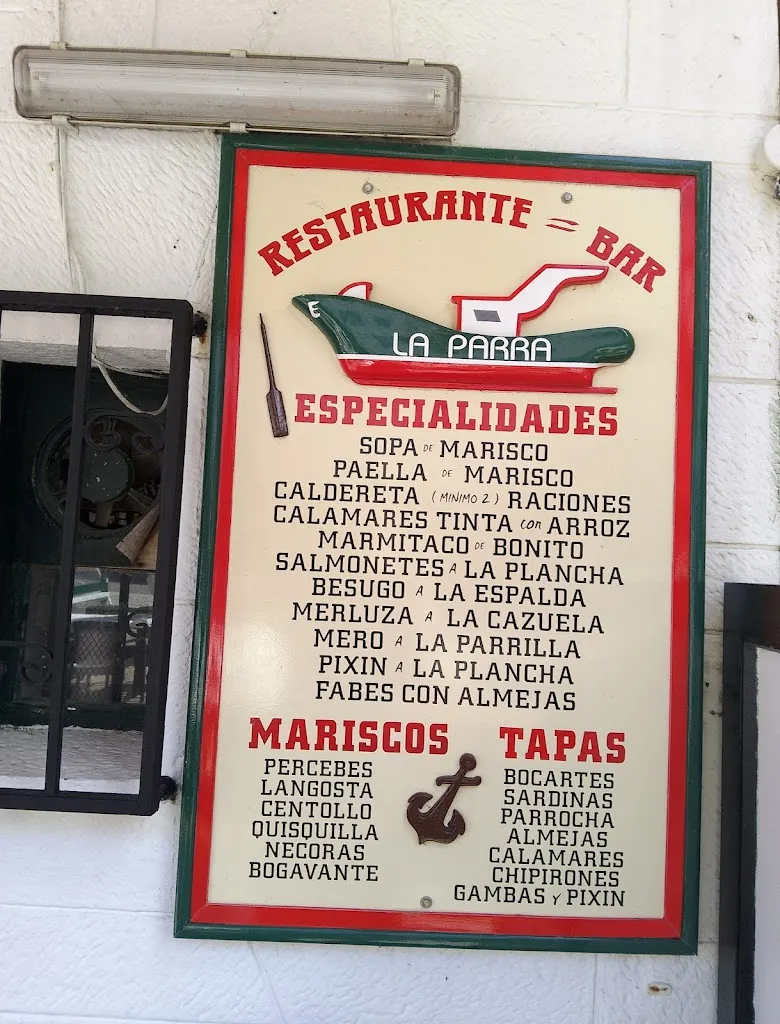 RESTAURANTE = BAR
E
LA PARRA
ESPECIALIDADES
SOPA DE MARISCO
PAELLA DE MARISCO
CALDERETA (MINIMO 2) RACIONES
CALAMARES TINTA con ARROZ
MARMITACO DE BONITO
SALMONETES A LA PLANCHA
BESUGO A LA ESPALDA
MERLUZA A LA CAZUELA
MERO A LA PARRILLA
PIXIN A LA PLANCHA
FABES CON ALMEJAS
MARISCOS
PERCEBES
LANGOSTA
CENTOLLO
QUISQUILLA
NECORAS
BOGAVANTE
TAPAS
BOCARTES
SARDINAS
PARROCHA
ALMEJAS
CALAMARES
CHIPIRONES
GAMBAS Y PIXIN